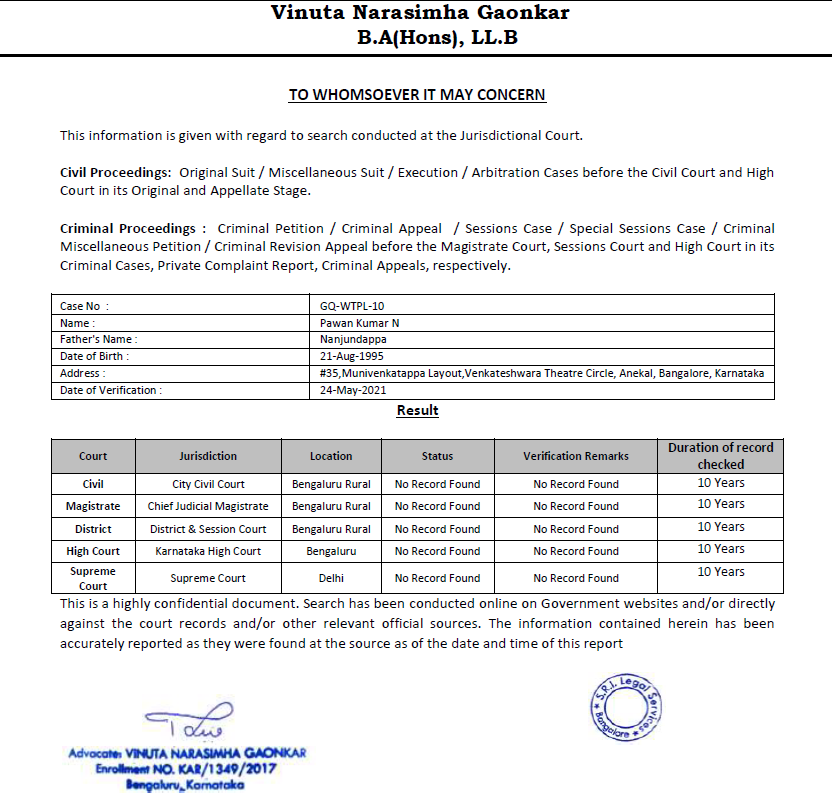 Vinuta Narasimha Gaonkar
B.A(Hons), LL.B
TO WHOMSOEVER IT MAY CONCERN
This information is given with regard to search conducted at the Jurisdictional Court.
Civil Proceedings: Original Suit / Miscellaneous Suit / Execution / Arbitration Cases before the Civil Court and High
Court in its Original and Appellate Stage.
Criminal Proceedings : Criminal Petition / Criminal Appeal / Sessions Case / Special Sessions Case / Criminal
Miscellaneous Petition / Criminal Revision Appeal before the Magistrate Court, Sessions Court and High Court in its
Criminal Cases, Private Complaint Report, Criminal Appeals, respectively.
Case No : GQ-WTPL-10
Name : Pawan Kumar N
Father's Name : Nanjundappa
Date of Birth : 21-Aug-1995
Address : #35,Munivenkatappa Layout,Venkateshwara Theatre Circle, Anekal, Bangalore, Karnataka
Date of Verification : 24-May-2021
Result
Court Jurisdiction Location Status Verification Remarks Duration of record checked
Civil City Civil Court Bengaluru Rural No Record Found No Record Found 10 Years
Magistrate Chief Judicial Magistrate Bengaluru Rural No Record Found No Record Found 10 Years
District District & Session Court Bengaluru Rural No Record Found No Record Found 10 Years
High Court Karnataka High Court Bengaluru No Record Found No Record Found 10 Years
Supreme Court Supreme Court Delhi No Record Found No Record Found 10 Years
This is a highly confidential document. Search has been conducted online on Government websites and/or directly
against the court records and/or other relevant official sources. The information contained herein has been
accurately reported as they were found at the source as of the date and time of this report
S.R.I. Legal Services
Bangalore
Advocate: VINUTA NARASIMHA GAONKAR
Enrollment NO. KAR/1349/2017
Bengaluru, Karnataka